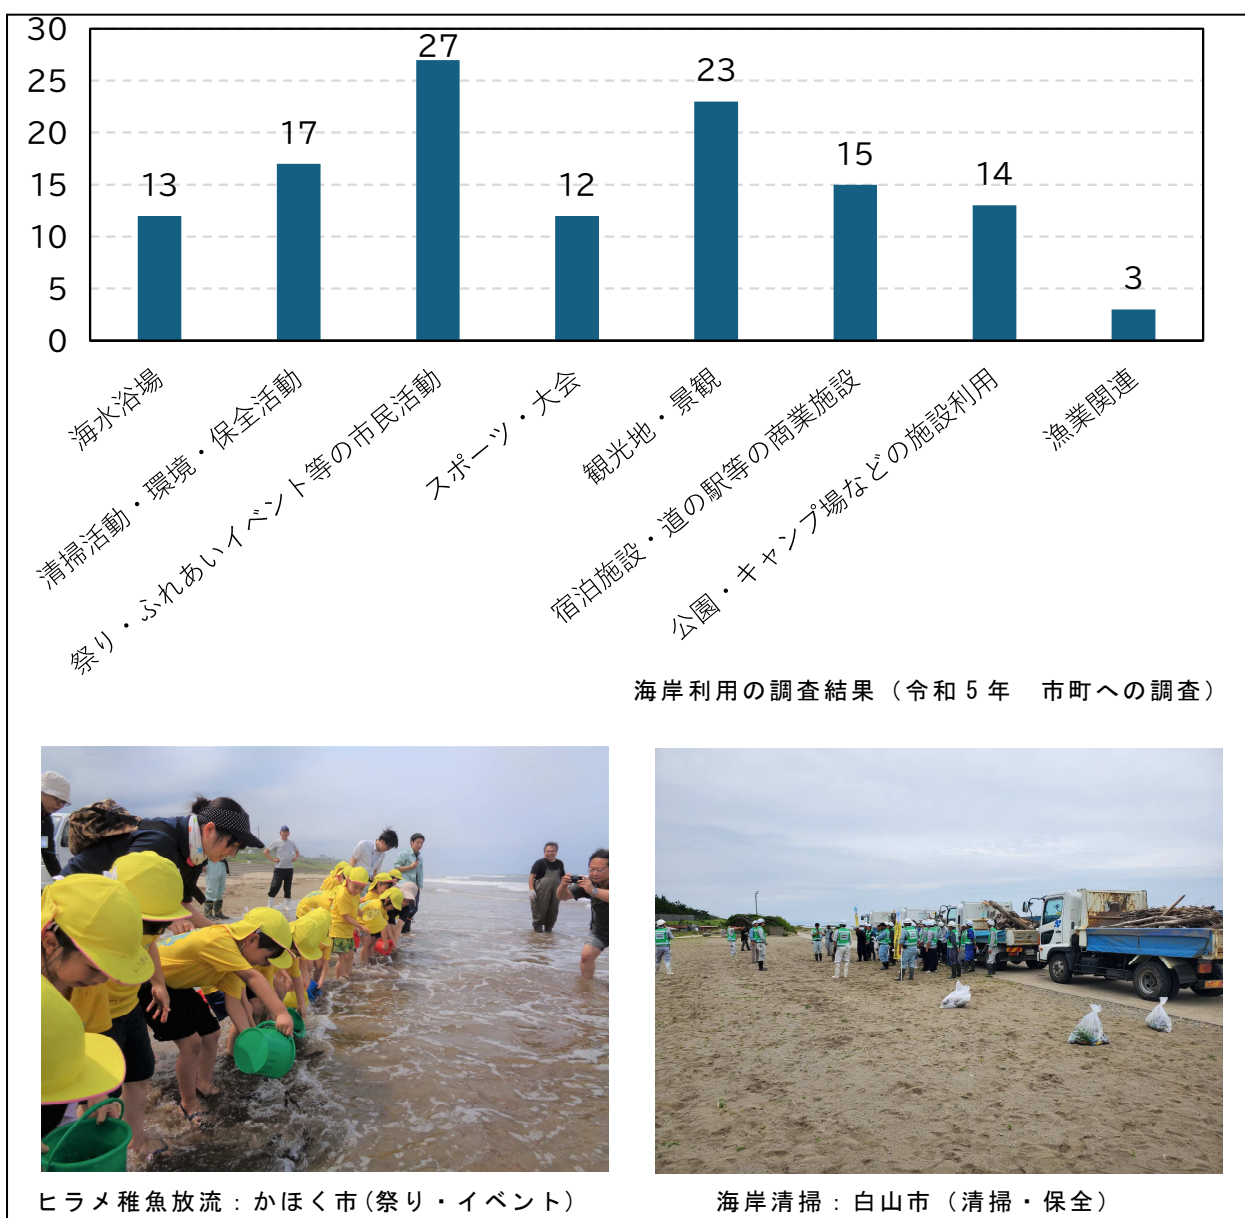 30
25
20
15
10
5
0
13
17
27
12
23
15
14
3
海水浴場
清掃活動・環境・保全活動
祭り・ふれあいイベント等の市民活動
スポーツ・大会
観光地・景観
宿泊施設・道の駅等の商業施設
公園・キャンプ場などの施設利用
漁業関連
海岸利用の調査結果（令和5年　市町への調査）
ヒラメ稚魚放流：かほく市(祭り・イベント)
海岸清掃：白山市（清掃・保全）